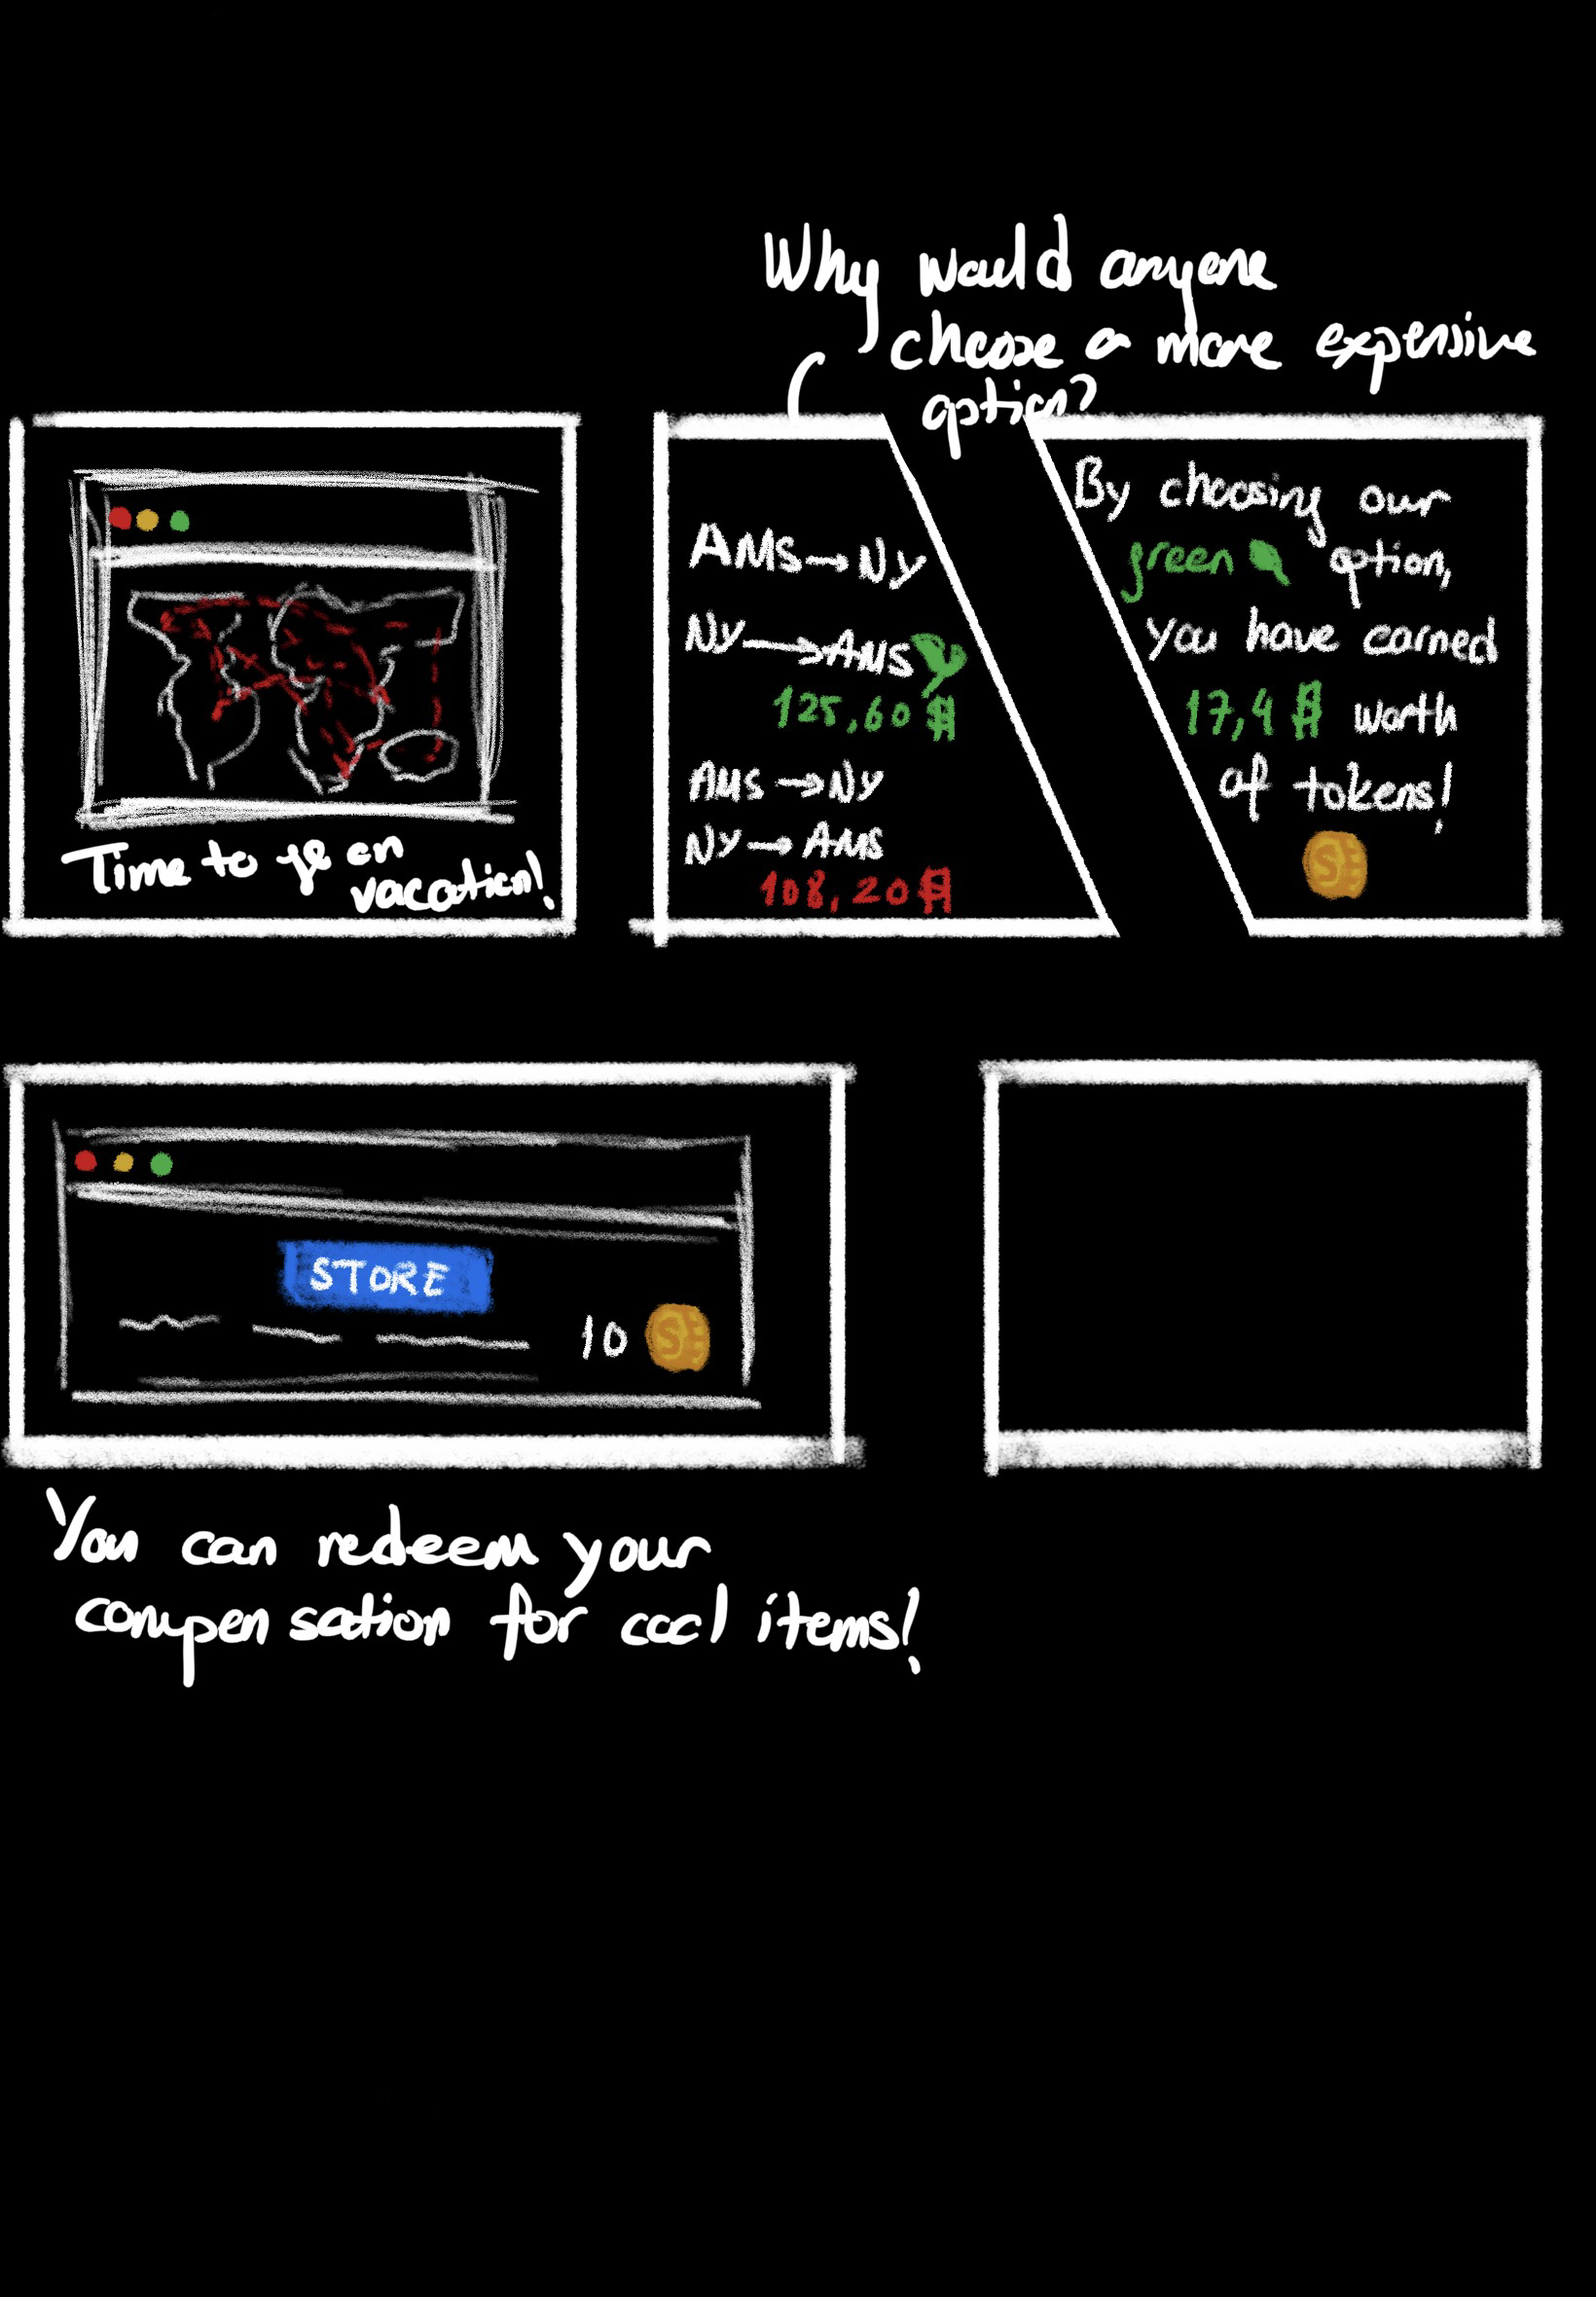 Why would anyone
choose a more expensive
option?
Time to go on
vacation!
AMS→NY
NY→AMS
125,60$
AMS→NY
NY→AMS
108,20$
By choosing our
green option,
you have earned
17,4 $ worth
of tokens!
S
STORE
10 S
You can redeem your
compensation for cool items!